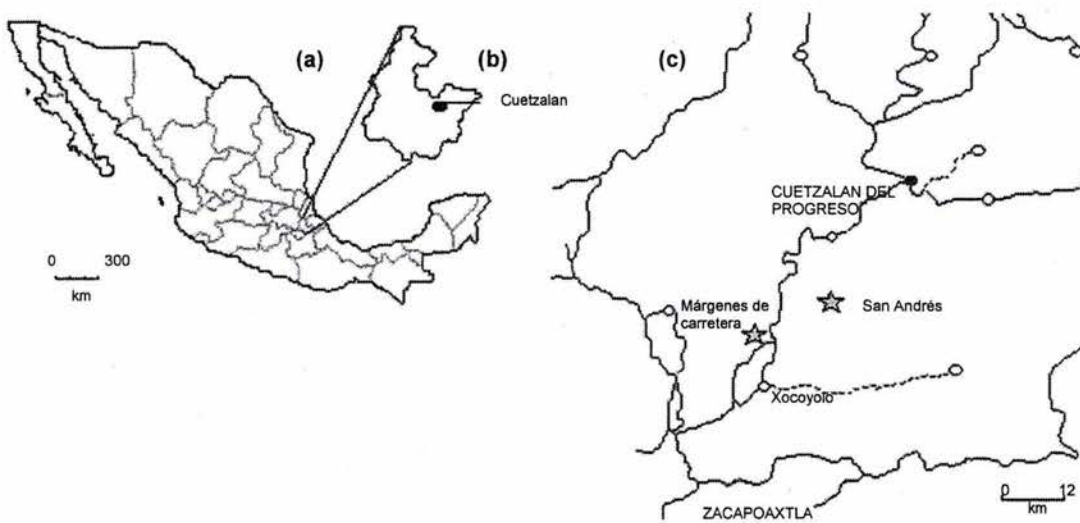 (a)
(b)
Cuetzalan
0 300
km
(c)
CUETZALAN DEL
PROGRESO
Márgenes de
carretera
San Andrés
Xocoyolo
ZACAPOAXTLA
0 12
km